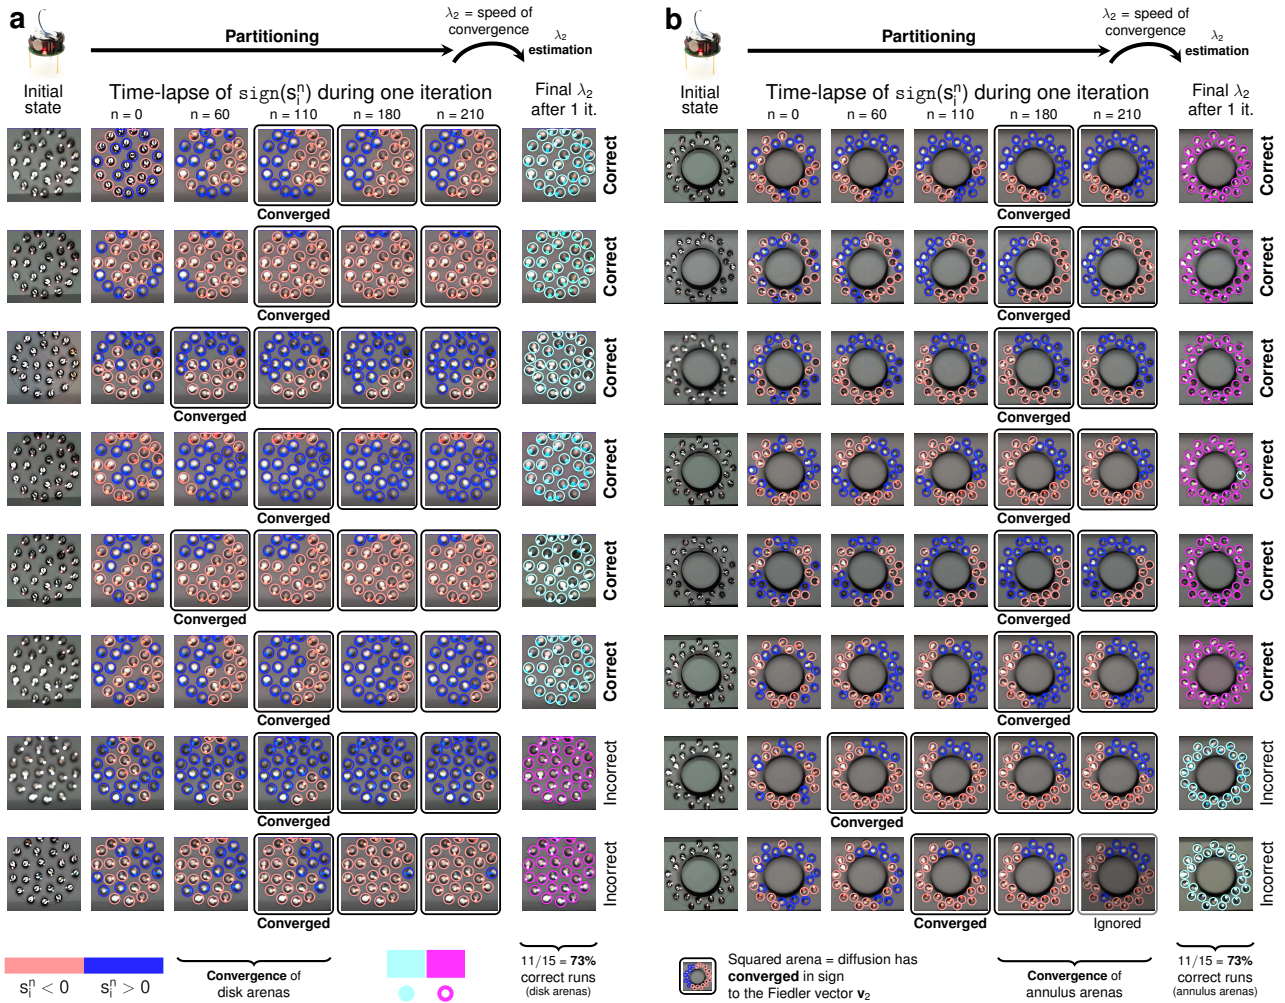 a
λ2 = speed of
convergence
Partitioning
λ2
estimation
Initial
state
Time-lapse of sign(s_i^n) during one iteration
n = 0
n = 60
n = 110
n = 180
n = 210
Final λ2
after 1 it.
Correct
Converged
Correct
Converged
Correct
Converged
Correct
Converged
Correct
Converged
Correct
Converged
Incorrect
Converged
Incorrect
Converged
s_i^n < 0
s_i^n > 0
Convergence of
disk arenas
11/15 = 73%
correct runs
(disk arenas)
b
λ2 = speed of
convergence
Partitioning
λ2
estimation
Initial
state
Time-lapse of sign(s_i^n) during one iteration
n = 0
n = 60
n = 110
n = 180
n = 210
Final λ2
after 1 it.
Correct
Converged
Correct
Converged
Correct
Converged
Correct
Converged
Correct
Converged
Correct
Converged
Incorrect
Converged
Incorrect
Converged
Ignored
Squared arena = diffusion has
converged in sign
to the Fiedler vector v2
Convergence of
annulus arenas
11/15 = 73%
correct runs
(annulus arenas)